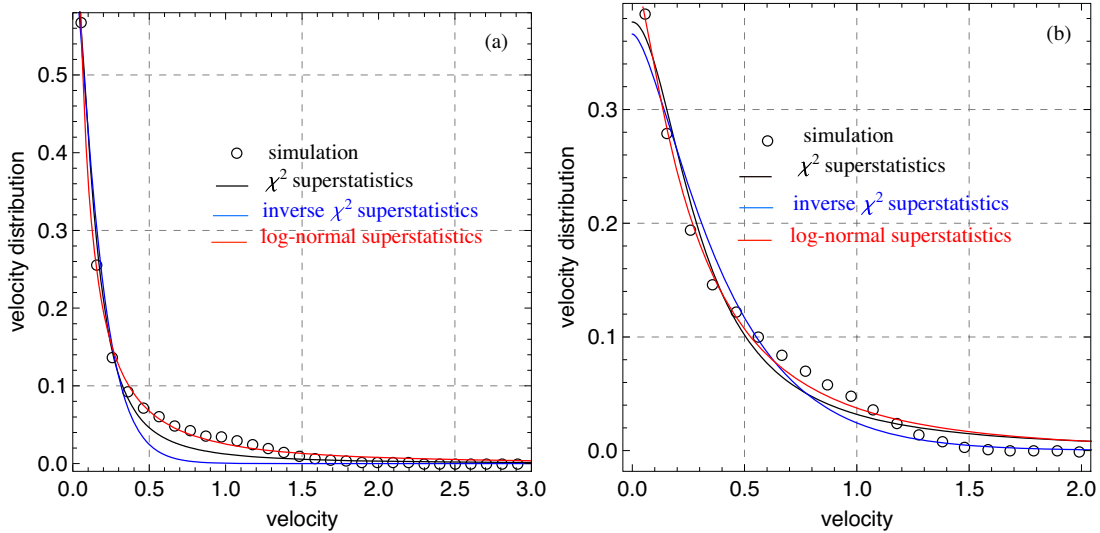 (a)
velocity distribution
0.5
0.4
0.3
0.2
0.1
0.0
simulation
χ² superstatistics
inverse χ² superstatistics
log-normal superstatistics
0.0 0.5 1.0 1.5 2.0 2.5 3.0
velocity
(b)
velocity distribution
0.3
0.2
0.1
0.0
simulation
χ² superstatistics
inverse χ² superstatistics
log-normal superstatistics
0.0 0.5 1.0 1.5 2.0
velocity